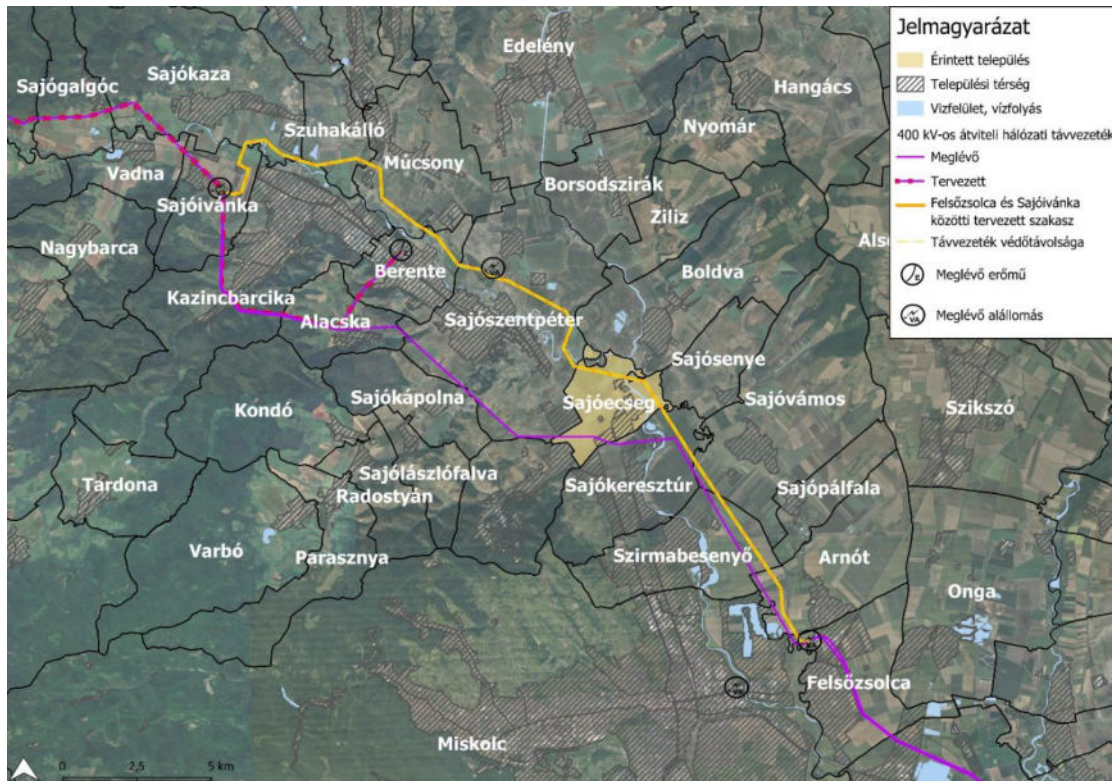 Jelmagyarázat
Érintett település
Települési térség
Vízfelület, vízfolyás
400 kV-os átviteli hálózati távvezeték
Meglévő
Tervezett
Felsőzsolca és Sajóivánka
közötti tervezett szakasz
Távvezeték védőtávolsága
Meglévő erőmű
Meglévő alállomás
Edelény
Sajókaza
Sajógalgóc
Hangács
Szuhakálló
Nyomár
Múcsony
Vadna
Borsodszirák
Sajóivánka
Ziliz
Nagybarca
Als
Berente
Boldva
Kazincbarcika
Alacska
Sajószentpéter
Sajósenye
Sajókápolna
Sajóecseg
Sajóvámos
Kondó
Szikszó
Sajólászlófalva
Tardona
Radostyán
Sajókeresztúr
Sajópálfala
Varbó
Parasznya
Szirmabesenyő
Arnót
Onga
Felsőzsolca
Miskolc
0 2,5 5 km